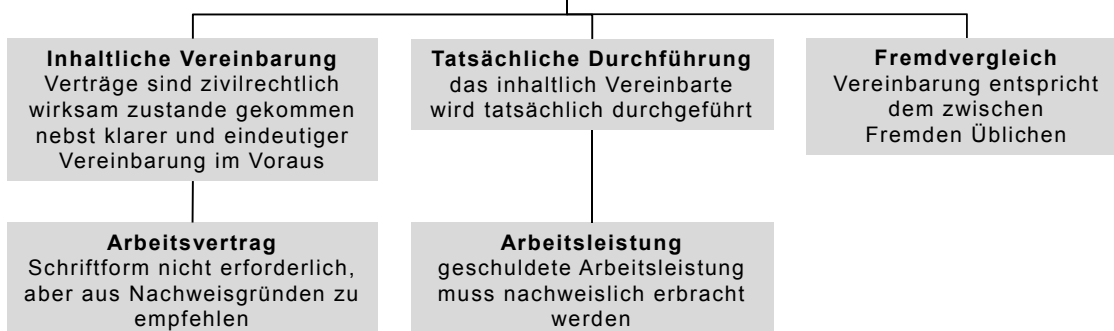 Inhaltliche Vereinbarung
Verträge sind zivilrechtlich
wirksam zustande gekommen
nebst klarer und eindeutiger
Vereinbarung im Voraus
Tatsächliche Durchführung
das inhaltlich Vereinbarte
wird tatsächlich durchgeführt
Fremdvergleich
Vereinbarung entspricht
dem zwischen
Fremden Üblichen
Arbeitsvertrag
Schriftform nicht erforderlich,
aber aus Nachweisgründen zu
empfehlen
Arbeitsleistung
geschuldete Arbeitsleistung
muss nachweislich erbracht
werden